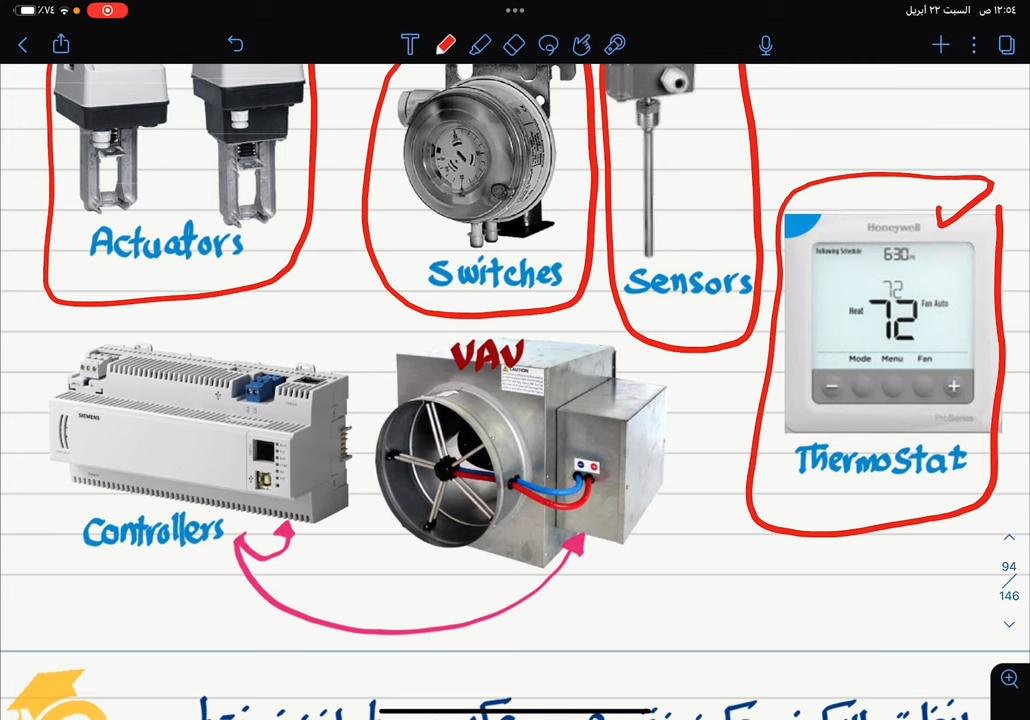 ١٢:٥٤ ص السبت ٢٢ أبريل
٪٧٤
T
Actuators
Switches
Sensors
Honeywell
Following Schedule
6:30 PM
72
Heat
72
Fan Auto
Mode Menu Fan
− +
ProSeries
Thermostat
SIEMENS
Controllers
VAV
CAUTION
94
146